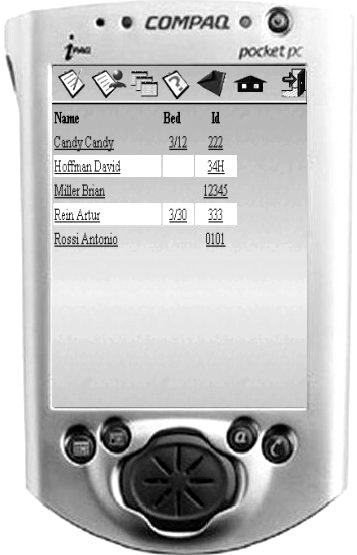 COMPAQ
iPAQ pocket pc
Name Bed Id
Candy Candy 3/12 222
Hoffman David 34H
Miller Brian 12345
Rein Artur 3/30 333
Rossi Antonio 0101
@